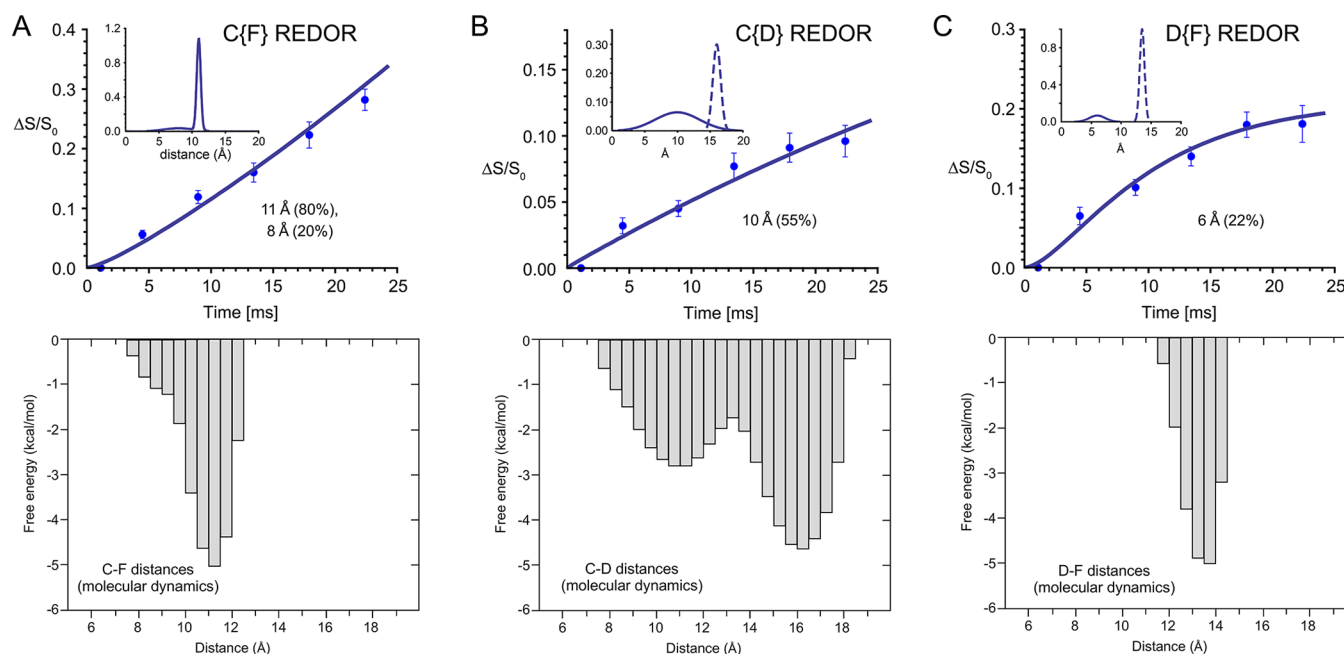 A
C{F} REDOR
0.4
0.3
0.2
0.1
0.0
ΔS/S0
1.2
0.8
0.4
0.0
0 5 10 15 20
distance (Å)
11 Å (80%),
8 Å (20%)
0 5 10 15 20 25
Time [ms]
B
C{D} REDOR
0.15
0.10
0.05
0.00
ΔS/S0
0.30
0.20
0.10
0.00
0 5 10 15 20
Å
10 Å (55%)
0 5 10 15 20 25
Time [ms]
C
D{F} REDOR
0.3
0.2
0.1
0.0
ΔS/S0
0.8
0.4
0.0
0 5 10 15 20
Å
6 Å (22%)
0 5 10 15 20 25
Time [ms]
0
-1
-2
-3
-4
-5
-6
Free energy (kcal/mol)
C-F distances
(molecular dynamics)
6 8 10 12 14 16 18
Distance (Å)
0
-1
-2
-3
-4
-5
-6
Free energy (kcal/mol)
C-D distances
(molecular dynamics)
6 8 10 12 14 16 18
Distance (Å)
0
-1
-2
-3
-4
-5
-6
Free energy (kcal/mol)
D-F distances
(molecular dynamics)
6 8 10 12 14 16 18
Distance (Å)